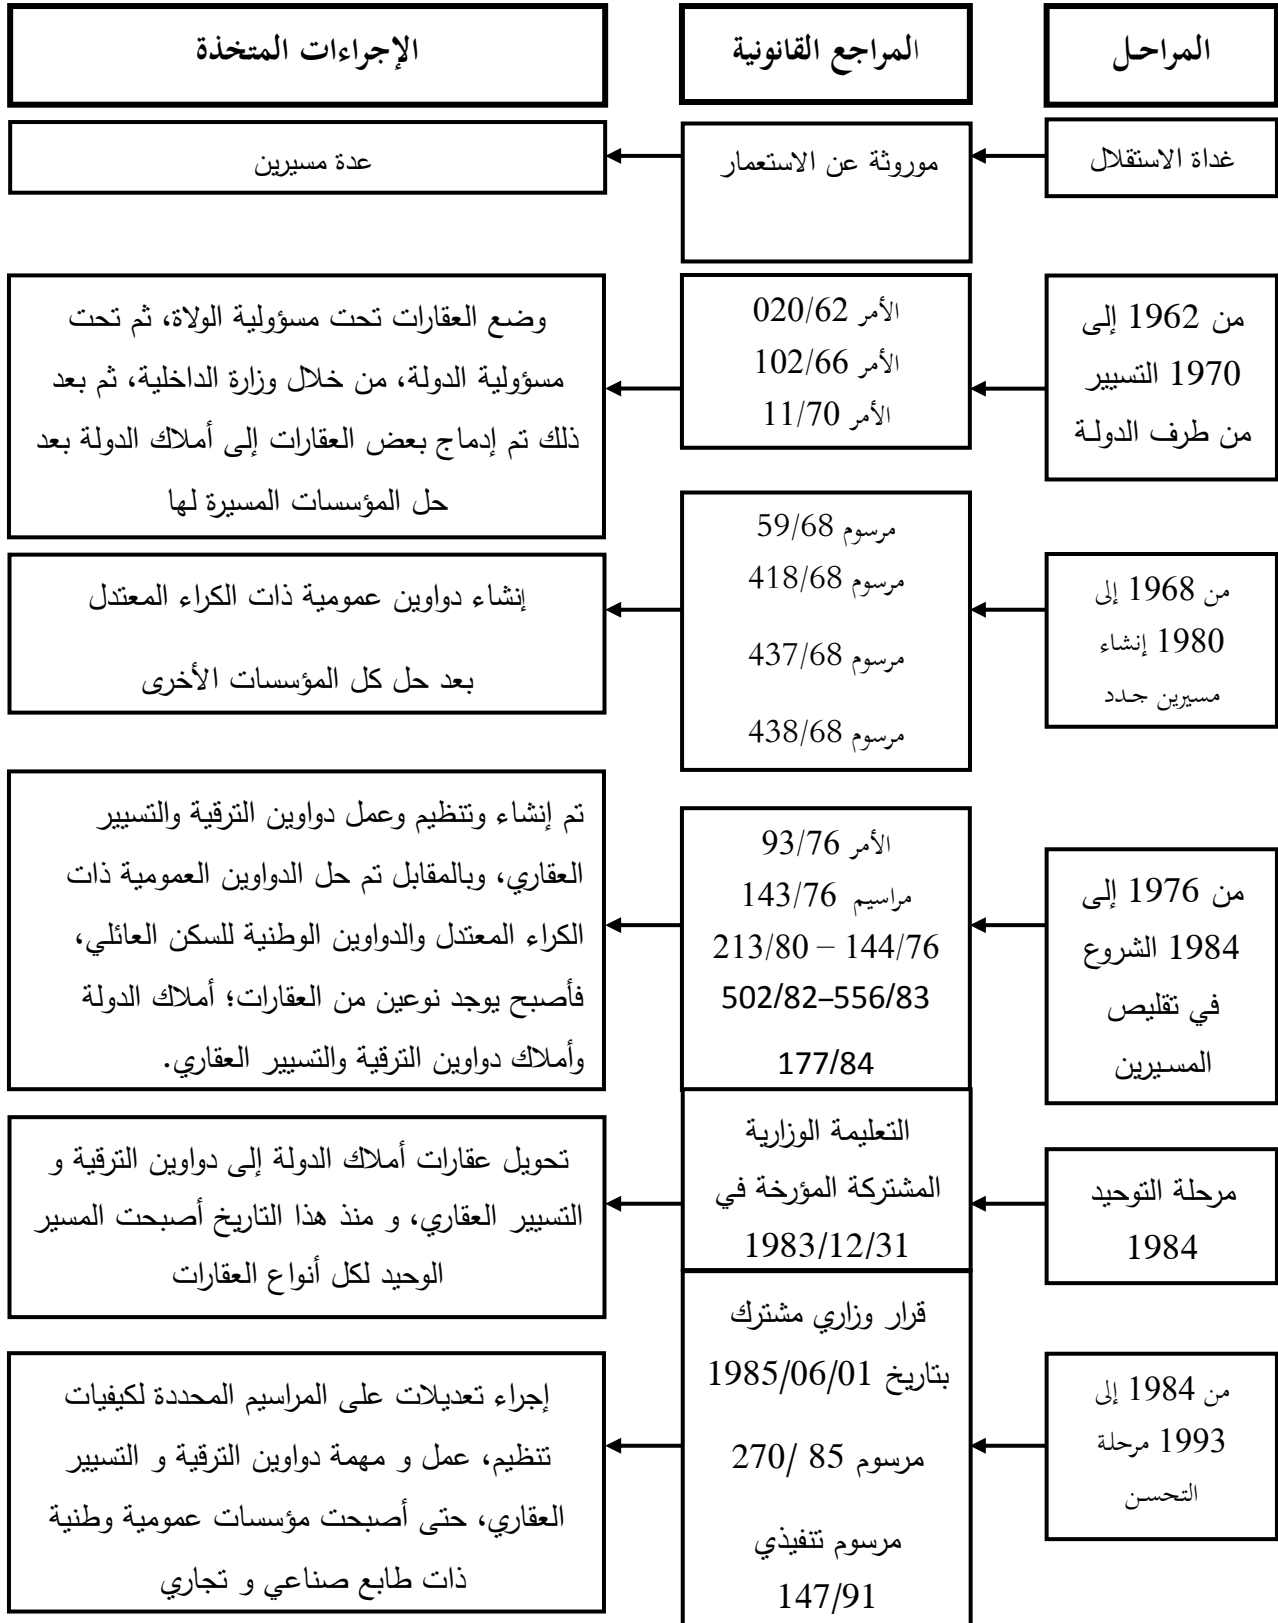 المراحل
المراجع القانونية
الإجراءات المتخذة
غداة الاستقلال
موروثة عن الاستعمار
عدة مسيرين
من 1962 إلى
1970 التسيير
من طرف الدولة
الأمر 020/62
الأمر 102/66
الأمر 11/70
وضع العقارات تحت مسؤولية الولاة، ثم تحت
مسؤولية الدولة، من خلال وزارة الداخلية، ثم بعد
ذلك تم إدماج بعض العقارات إلى أملاك الدولة بعد
حل المؤسسات المسيرة لها
من 1968 إلى
1980 إنشاء
مسيرين جدد
مرسوم 59/68
مرسوم 418/68
مرسوم 437/68
مرسوم 438/68
إنشاء دواوين عمومية ذات الكراء المعتدل
بعد حل كل المؤسسات الأخرى
من 1976 إلى
1984 الشروع
في تقليص
المسيرين
الأمر 93/76
مراسيم 143/76
213/80 – 144/76
502/82–556/83
177/84
تم إنشاء وتنظيم وعمل دواوين الترقية والتسيير
العقاري، وبالمقابل تم حل الدواوين العمومية ذات
الكراء المعتدل والدواوين الوطنية للسكن العائلي،
فأصبح يوجد نوعين من العقارات؛ أملاك الدولة
وأملاك دواوين الترقية والتسيير العقاري.
مرحلة التوحيد
1984
التعليمة الوزارية
المشتركة المؤرخة في
1983/12/31
تحويل عقارات أملاك الدولة إلى دواوين الترقية و
التسيير العقاري، و منذ هذا التاريخ أصبحت المسير
الوحيد لكل أنواع العقارات
من 1984 إلى
1993 مرحلة
التحسن
قرار وزاري مشترك
بتاريخ 1985/06/01
مرسوم 85 /270
مرسوم تنفيذي
147/91
إجراء تعديلات على المراسيم المحددة لكيفيات
تنظيم، عمل و مهمة دواوين الترقية و التسيير
العقاري، حتى أصبحت مؤسسات عمومية وطنية
ذات طابع صناعي و تجاري